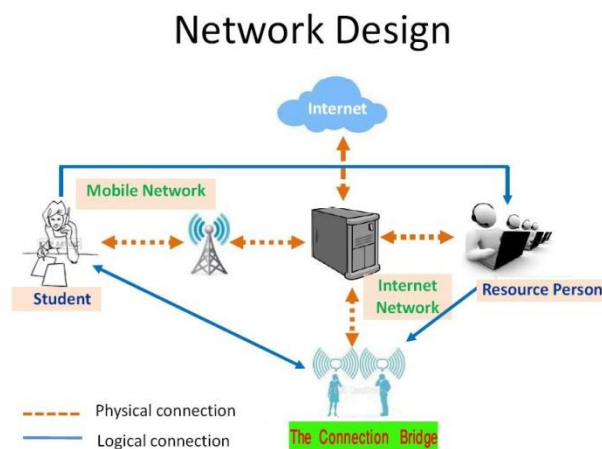 Network Design
Internet
Mobile Network
Student
Internet
Network
Resource Person
Physical connection
Logical connection
The Connection Bridge